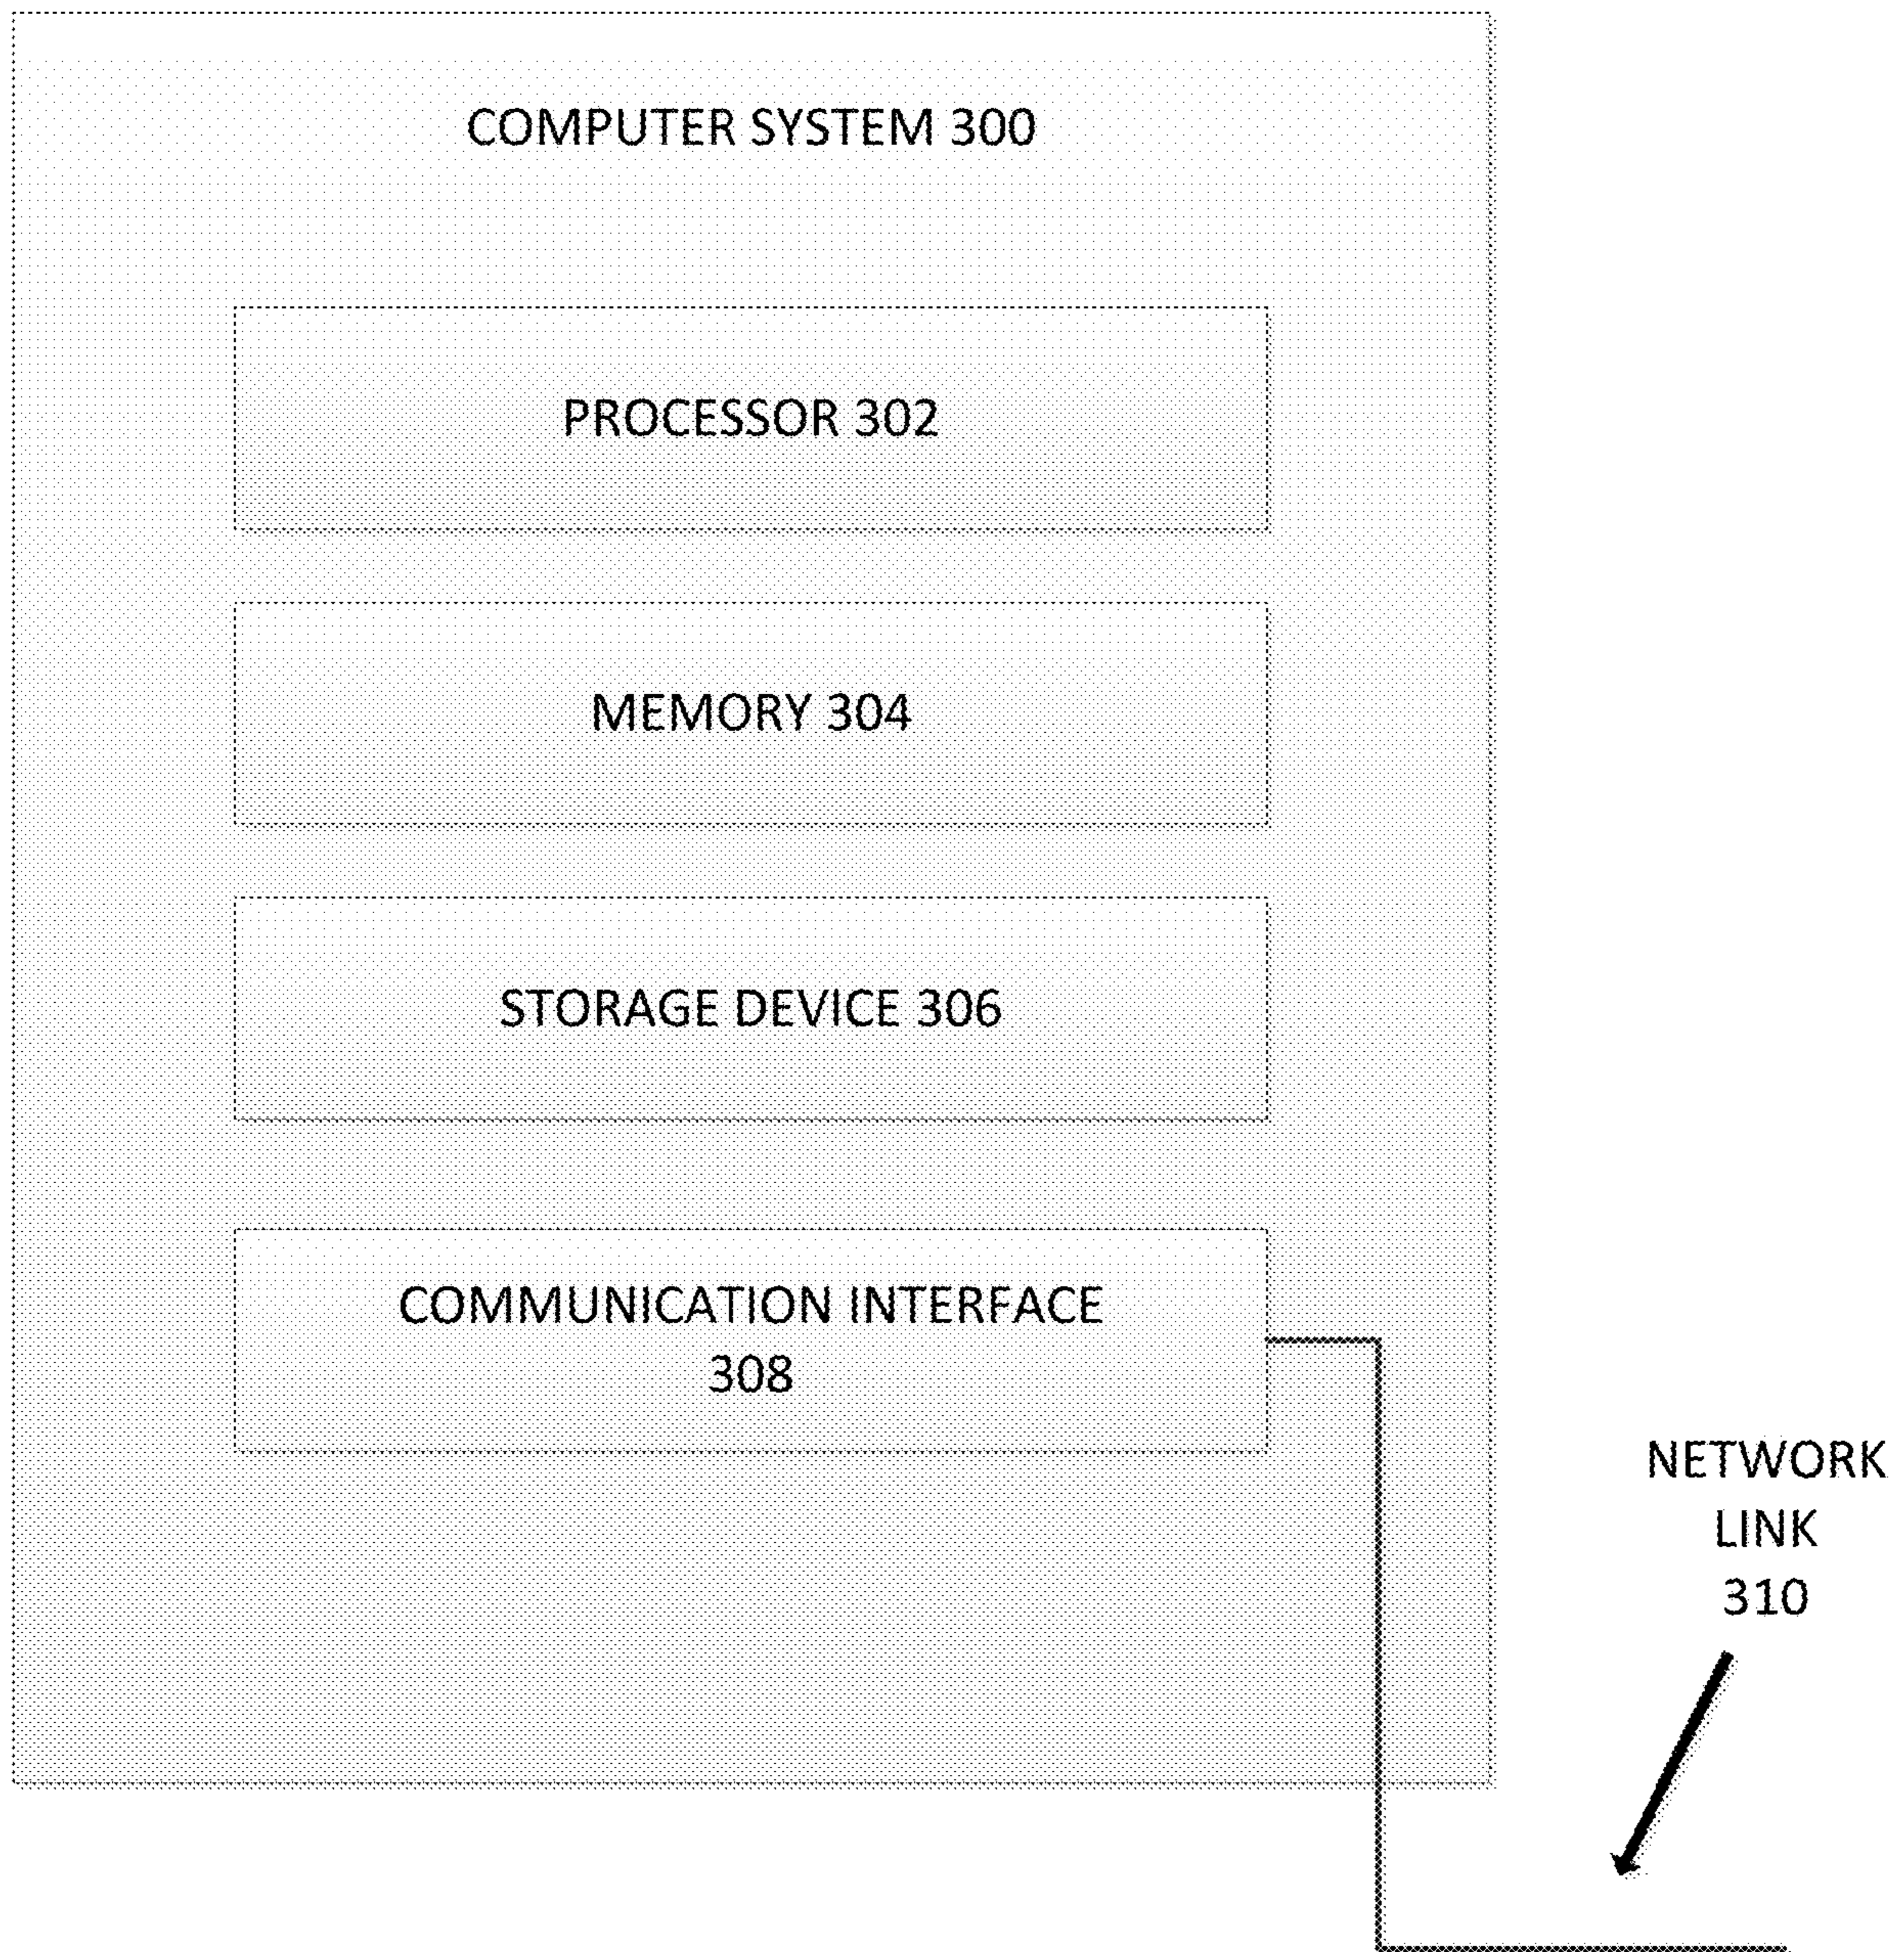 COMPUTER SYSTEM 300
PROCESSOR 302
MEMORY 304
STORAGE DEVICE 306
COMMUNICATION INTERFACE
308
NETWORK
LINK
310